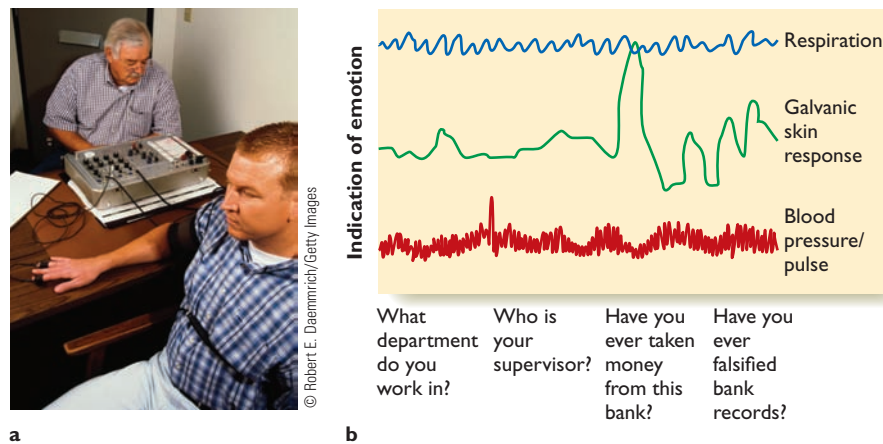 © Robert E. Daemmrich/Getty Images
a
Indication of emotion
Respiration
Galvanic
skin
response
Blood
pressure/
pulse
What
department
do you
work in?
Who is
your
supervisor?
Have you
ever taken
money
from this
bank?
Have you
ever
falsified
bank
records?
b